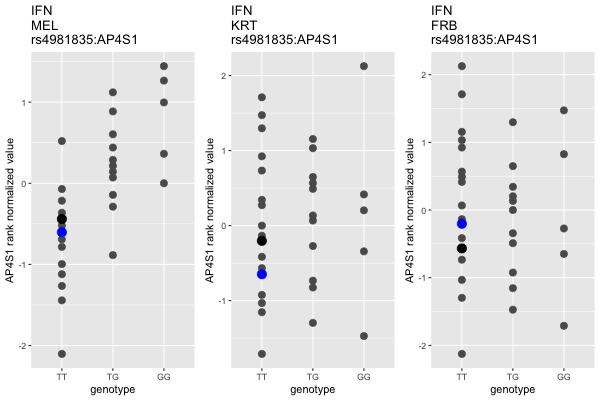 IFN
MEL
rs4981835:AP4S1
AP4S1 rank normalized value
1
0
-1
-2
TT TG GG
genotype
IFN
KRT
rs4981835:AP4S1
AP4S1 rank normalized value
2
1
0
-1
TT TG GG
genotype
IFN
FRB
rs4981835:AP4S1
AP4S1 rank normalized value
2
1
0
-1
-2
TT TG GG
genotype